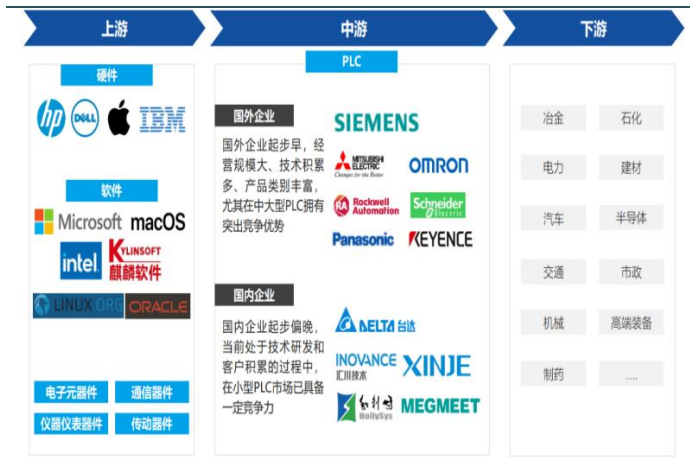 上游
中游
下游
硬件
hp
DELL
IBM
软件
Microsoft
macOS
intel
KYLINSOFT
麒麟软件
LINUX.ORG
ORACLE
电子元器件
通信器件
仪器仪表器件
传动器件
PLC
国外企业
国外企业起步早，经
营规模大、技术积累
多、产品类别丰富，
尤其在中大型PLC拥有
突出竞争优势
SIEMENS
MITSUBISHI
ELECTRIC
Changes for the Better
OMRON
RA
Rockwell
Automation
Schneider
Electric
Panasonic
KEYENCE
国内企业
国内企业起步偏晚，
当前处于技术研发和
客户积累的过程中，
在小型PLC市场已具备
一定竞争力
DELTA 台达
INOVANCE
汇川技术
XINJE
和利时
HollySys
MEGMEET
冶金
石化
电力
建材
汽车
半导体
交通
市政
机械
高端装备
制药
.....